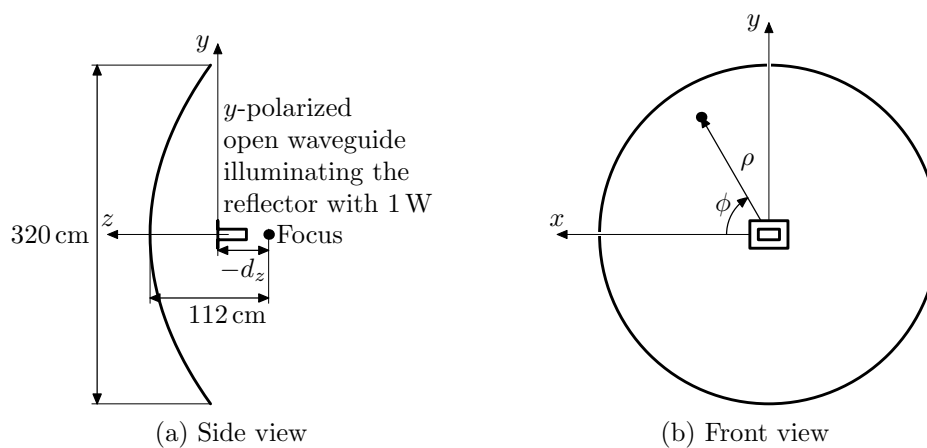 y
y
y-polarized
open waveguide
illuminating the
reflector with 1 W
ρ
ϕ
z
x
320 cm
Focus
−d_z
112 cm
(a) Side view
(b) Front view